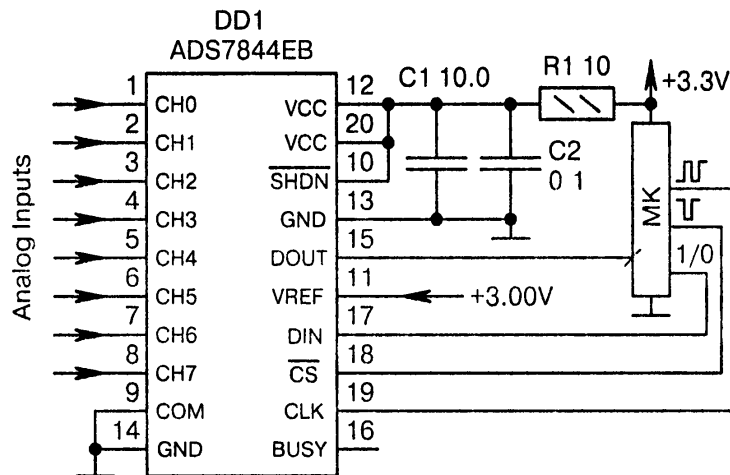 DD1
ADS7844EB
Analog Inputs
1 CH0
2 CH1
3 CH2
4 CH3
5 CH4
6 CH5
7 CH6
8 CH7
9 COM
14 GND
VCC 12
VCC 20
SHDN 10
GND 13
DOUT 15
VREF 11
DIN 17
CS 18
CLK 19
BUSY 16
C1 10.0
R1 10
+3.3V
C2
0 1
MK
1/0
+3.00V